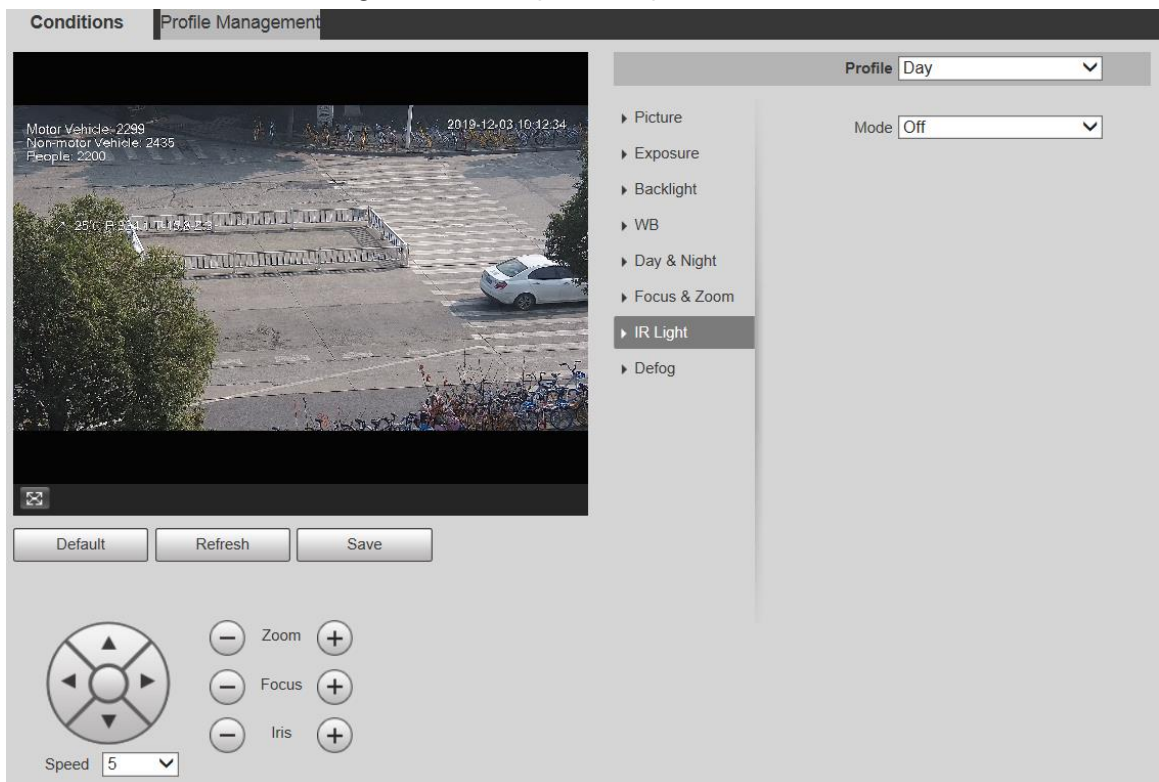 Conditions
Profile Management
Profile Day
Motor Vehicle: 2299
Non-motor Vehicle: 2435
People: 2200
2019-12-03 10:12:34
Picture
Exposure
Backlight
WB
Day & Night
Focus & Zoom
IR Light
Defog
Mode Off
Default Refresh Save
Zoom
Focus
Iris
Speed 5